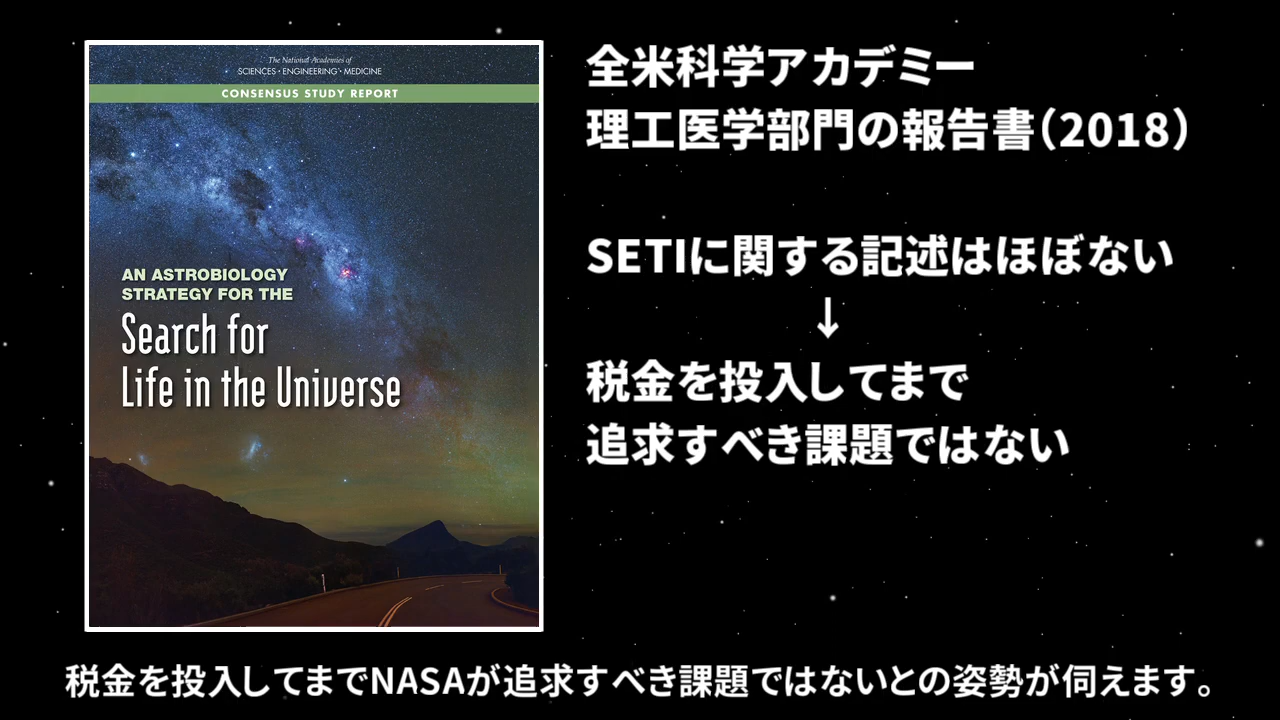 The National Academies of
SCIENCES • ENGINEERING • MEDICINE
CONSENSUS STUDY REPORT
AN ASTROBIOLOGY
STRATEGY FOR THE
Search for
Life in the Universe
全米科学アカデミー
理工医学部門の報告書（2018）
SETIに関する記述はほぼない
↓
税金を投入してまで
追求すべき課題ではない
税金を投入してまでNASAが追求すべき課題ではないとの姿勢が伺えます。